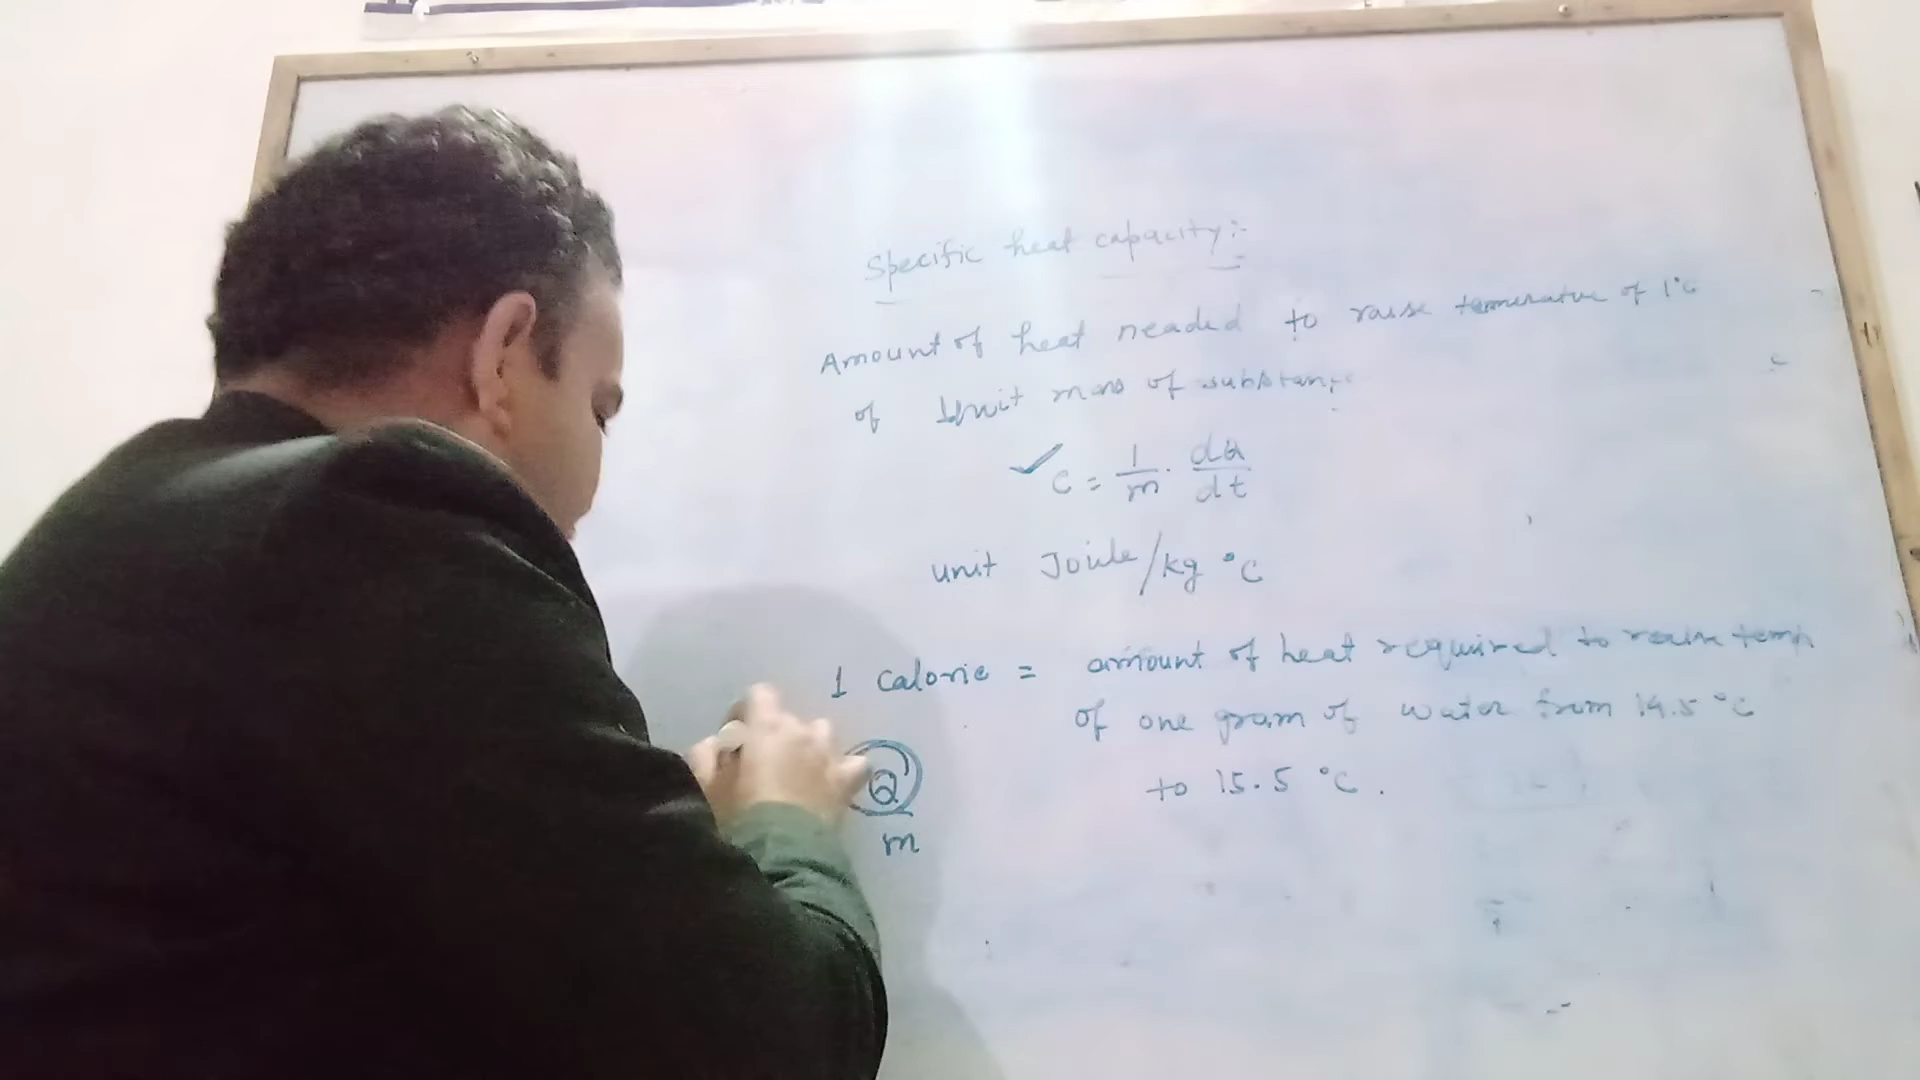 Specific heat capacity:-
Amount of heat neaded to raise temperature of 1°C
of Unit mass of substance
✓ c = 1/m . dQ/dt
unit Joule/kg °C
1 Calorie = amount of heat required to raise temp
of one gram of water from 14.5 °C
to 15.5 °C.
Q
m